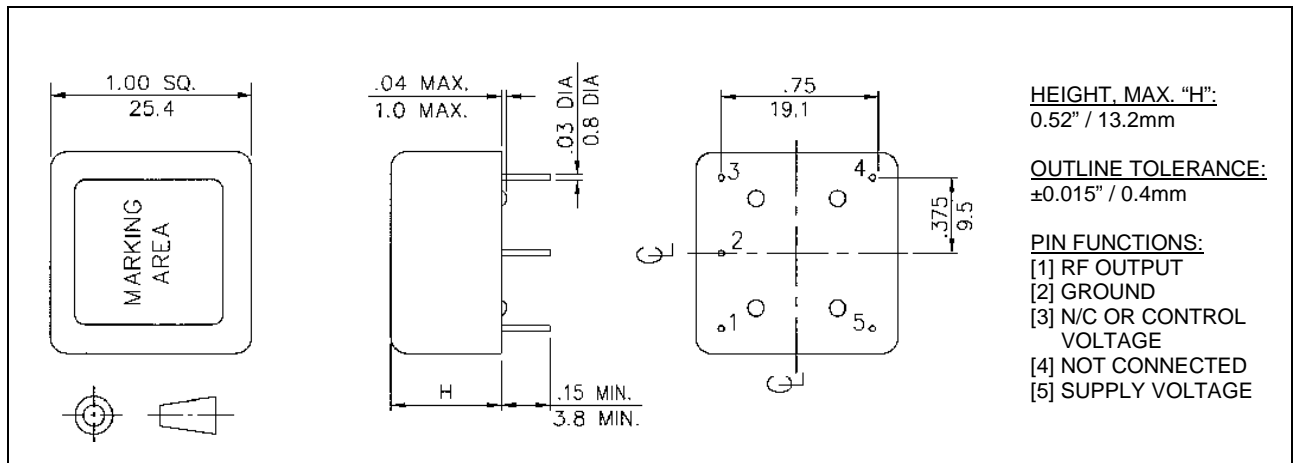 1.00 SQ.
25.4
MARKING
AREA
.04 MAX.
1.0 MAX.
.03 DIA
0.8 DIA
H
.15 MIN.
3.8 MIN.
.75
19.1
3
4
2
1
5
.375
9.5
CL
CL
HEIGHT, MAX. “H”:
0.52” / 13.2mm
OUTLINE TOLERANCE:
±0.015” / 0.4mm
PIN FUNCTIONS:
[1] RF OUTPUT
[2] GROUND
[3] N/C OR CONTROL
VOLTAGE
[4] NOT CONNECTED
[5] SUPPLY VOLTAGE